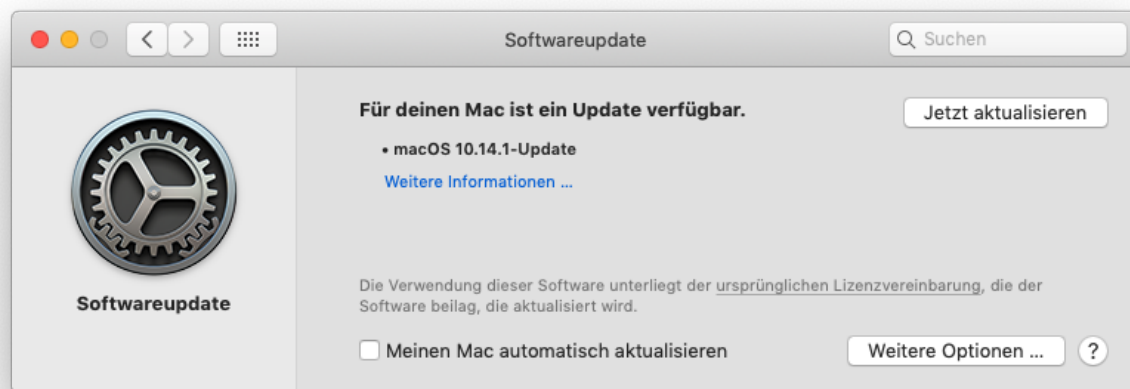 Softwareupdate
Suchen
Für deinen Mac ist ein Update verfügbar.
Jetzt aktualisieren
• macOS 10.14.1-Update
Weitere Informationen ...
Softwareupdate
Die Verwendung dieser Software unterliegt der ursprünglichen Lizenzvereinbarung, die der
Software beilag, die aktualisiert wird.
Meinen Mac automatisch aktualisieren
Weitere Optionen ...
?